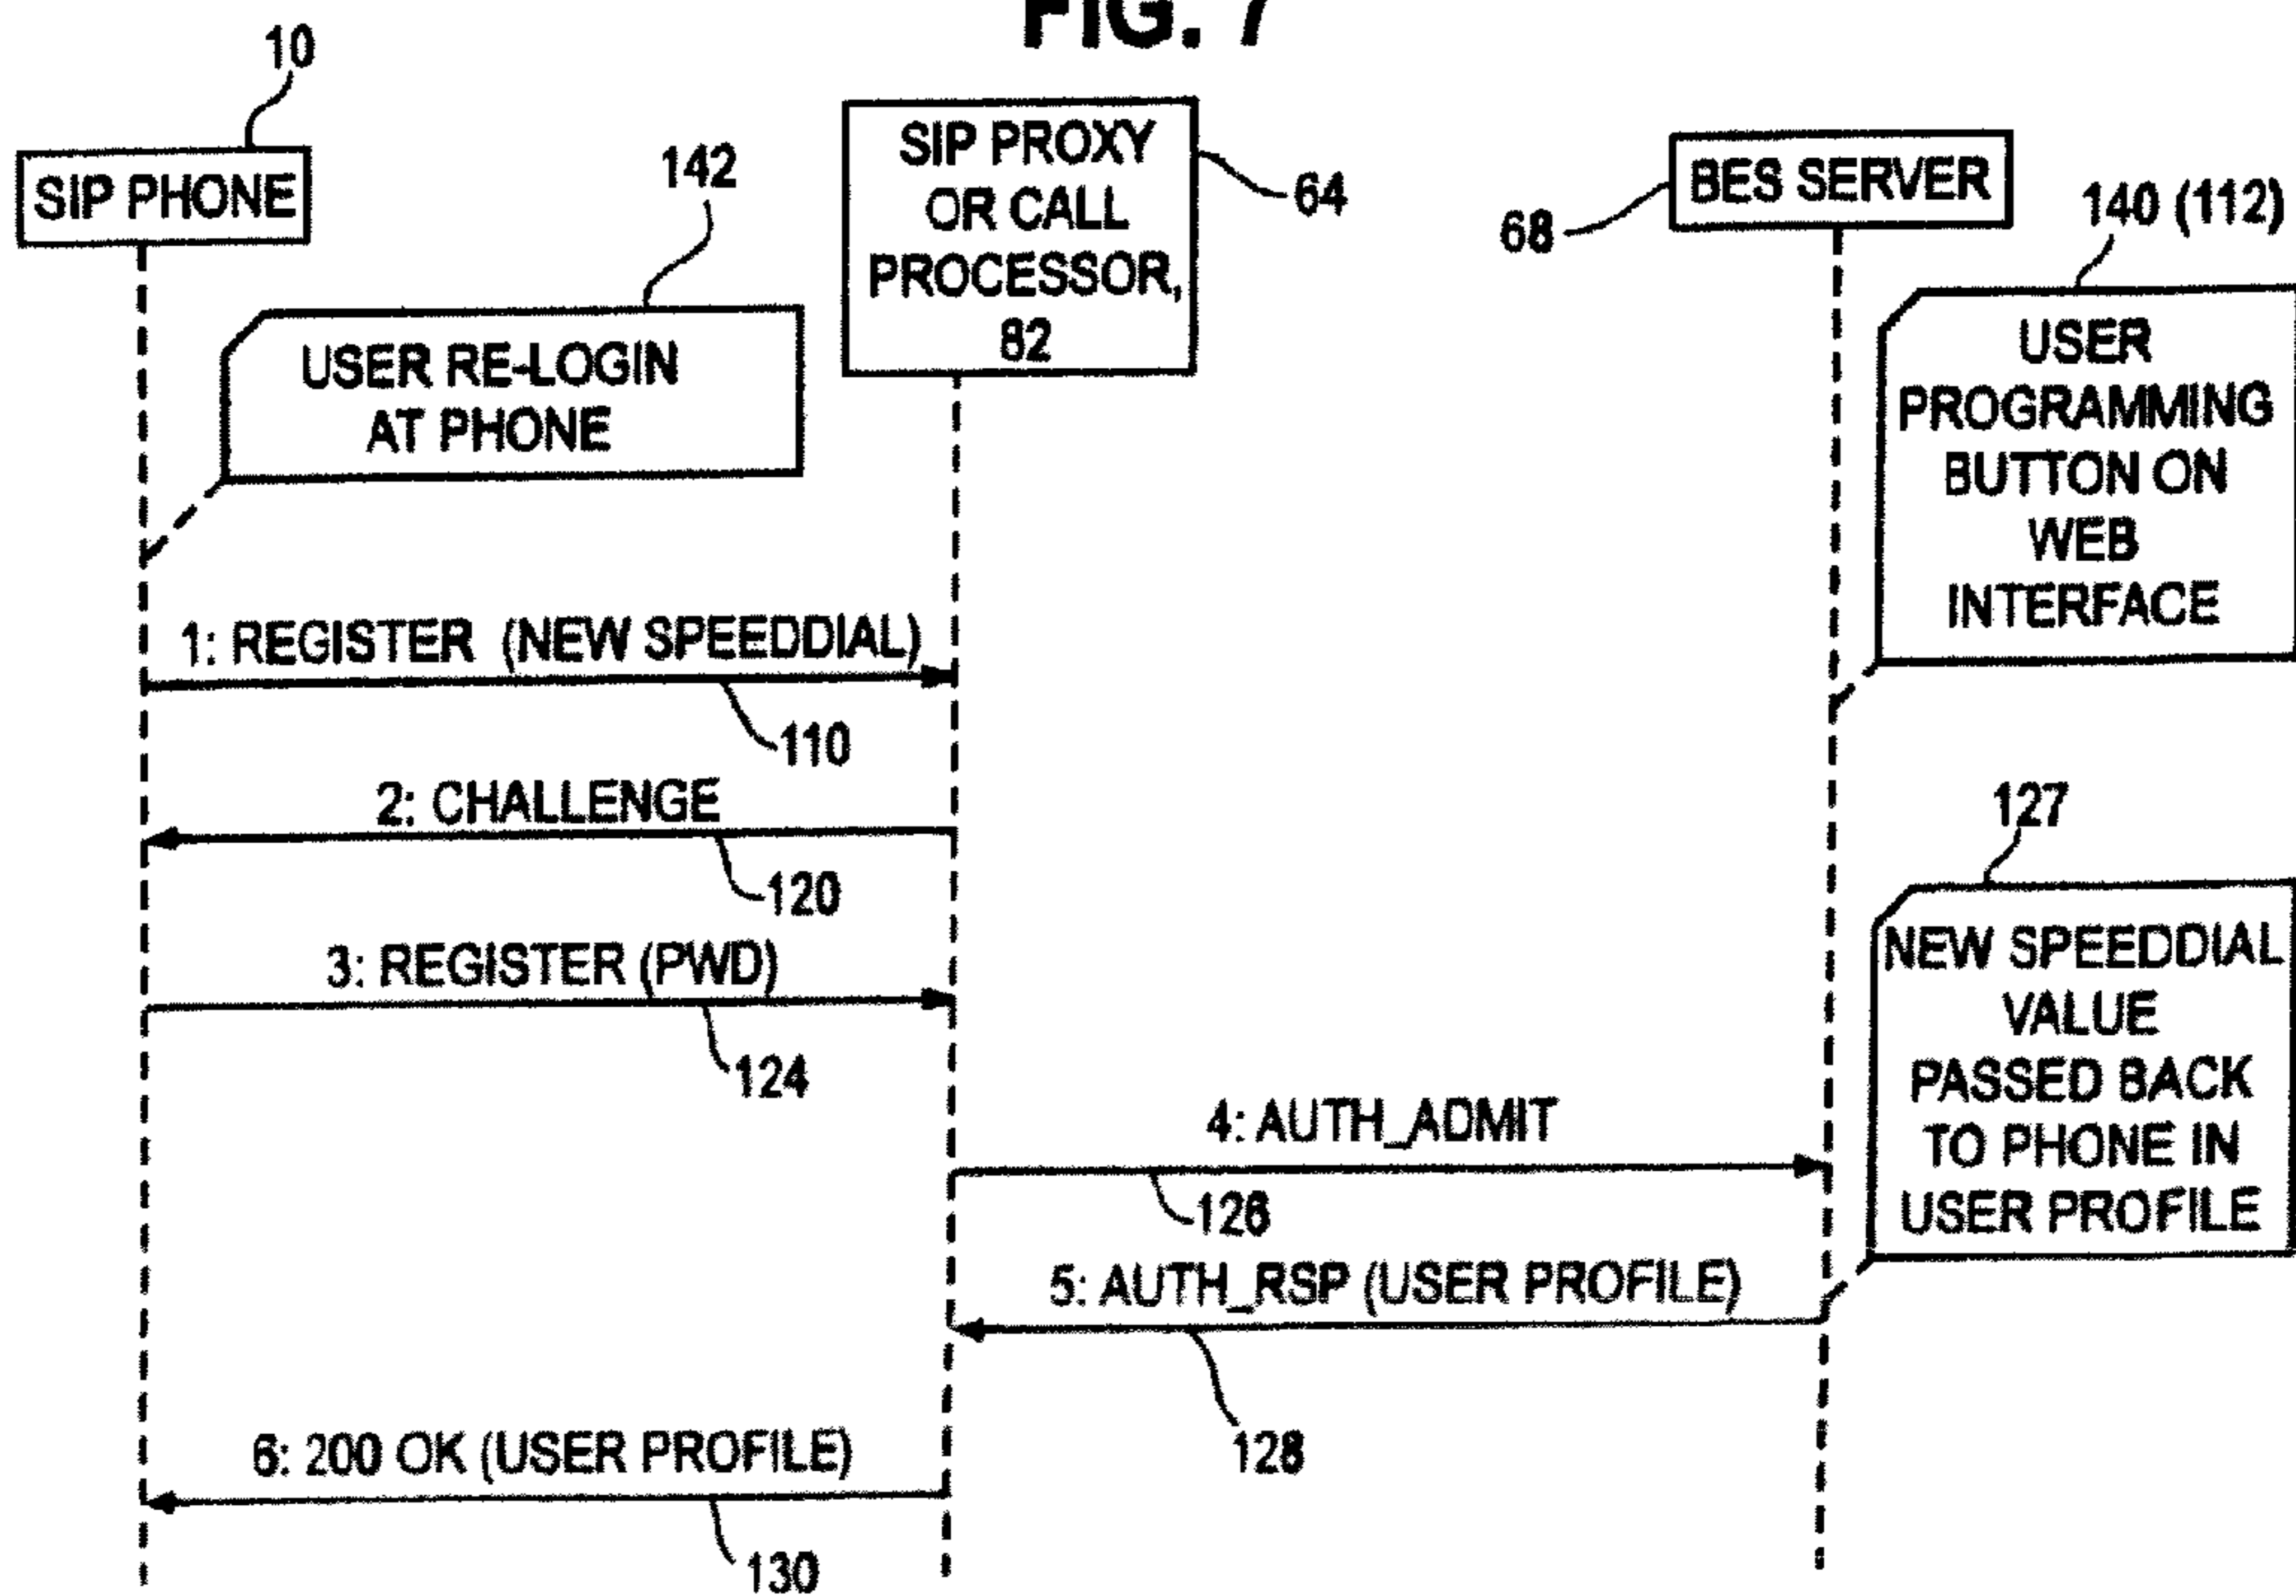 FIG. 7
10
SIP PHONE
142
USER RE-LOGIN
AT PHONE
SIP PROXY
OR CALL
PROCESSOR,
82
64
BES SERVER
68
140 (112)
USER
PROGRAMMING
BUTTON ON
WEB
INTERFACE
1: REGISTER (NEW SPEEDDIAL)
110
2: CHALLENGE
120
127
NEW SPEEDDIAL
VALUE
PASSED BACK
TO PHONE IN
USER PROFILE
3: REGISTER (PWD)
124
4: AUTH_ADMIT
126
5: AUTH_RSP (USER PROFILE)
128
6: 200 OK (USER PROFILE)
130